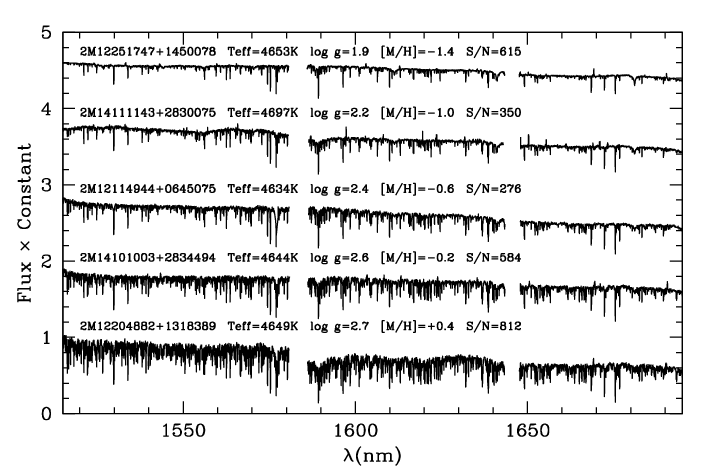 5
2M12251747+1450078 Teff=4653K log g=1.9 [M/H]=−1.4 S/N=615
4
2M14111143+2830075 Teff=4697K log g=2.2 [M/H]=−1.0 S/N=350
3
2M12114944+0645075 Teff=4634K log g=2.4 [M/H]=−0.6 S/N=276
2
2M14101003+2834494 Teff=4644K log g=2.6 [M/H]=−0.2 S/N=584
1
2M12204882+1318389 Teff=4649K log g=2.7 [M/H]=+0.4 S/N=812
0
Flux × Constant
1550 1600 1650
λ(nm)